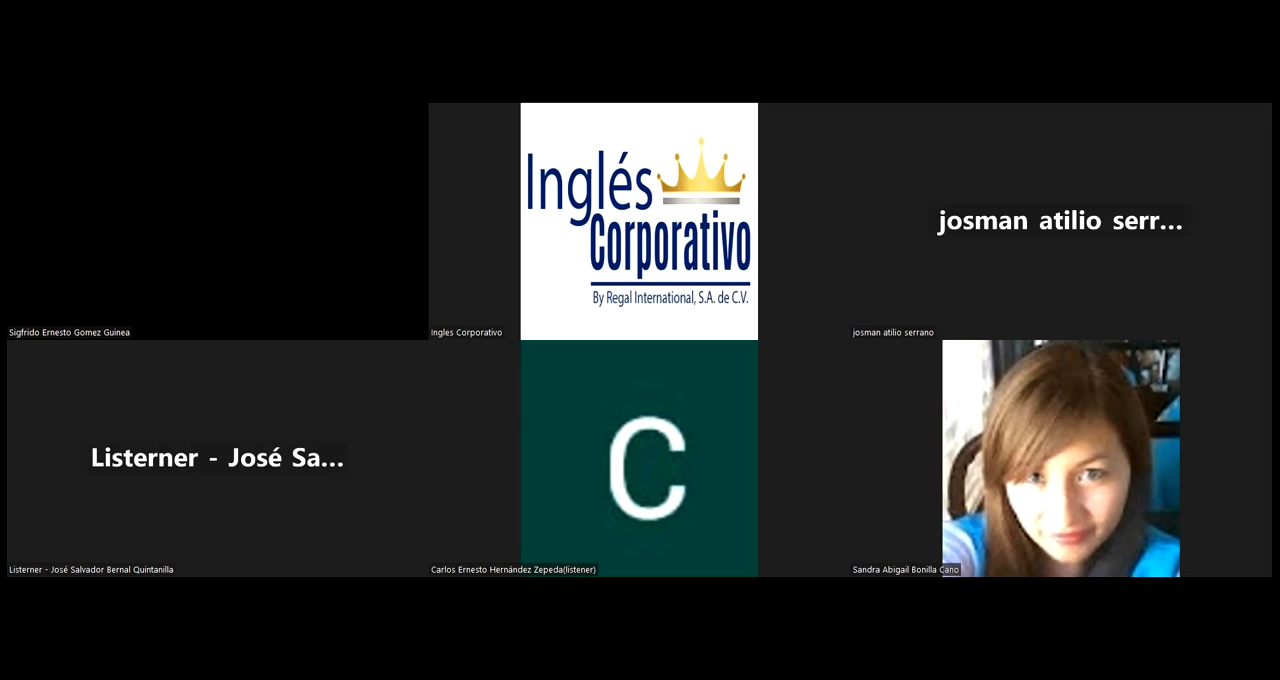 Inglés
Corporativo
By Regal International, S.A. de C.V.
josman atilio serr...
Sigfrido Ernesto Gomez Guinea
Ingles Corporativo
josman atilio serrano
Listerner - José Sa...
C
Listerner - José Salvador Bernal Quintanilla
Carlos Ernesto Hernández Zepeda(listener)
Sandra Abigail Bonilla Cano